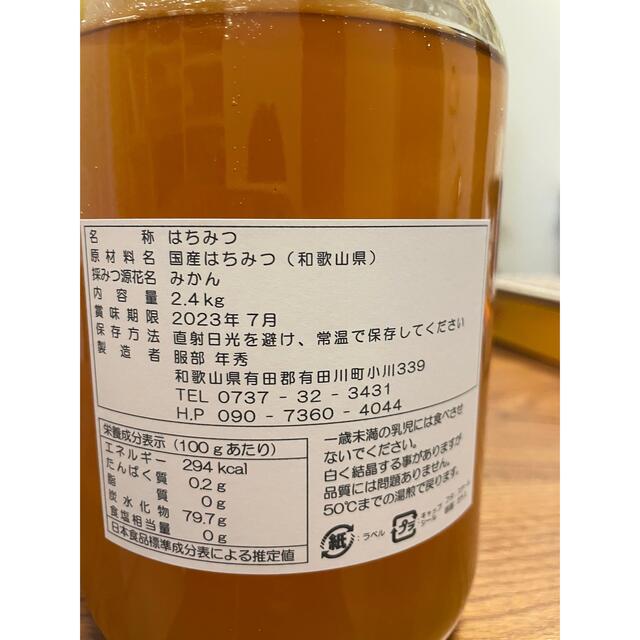 名称 はちみつ
原材料名 国産はちみつ（和歌山県）
採みつ源花名 みかん
内容量 2.4kg
賞味期限 2023年7月
保存方法 直射日光を避け、常温で保存してください
製造者 服部 年秀
和歌山県有田郡有田川町小川339
TEL 0737 - 32 - 3431
H.P 090 - 7360 - 4044
栄養成分表示（100gあたり）
エネルギー 294kcal
たんぱく質 0.2g
脂質 0g
炭水化物 79.7g
食塩相当量 0g
日本食品標準成分表による推定値
一歳未満の乳児には食べさせ
ないでください。
白く結晶する事がありますが
品質には問題ありません。
50℃までの湯煎で戻ります。
紙 :ラベル
プラ :キャップ
シール